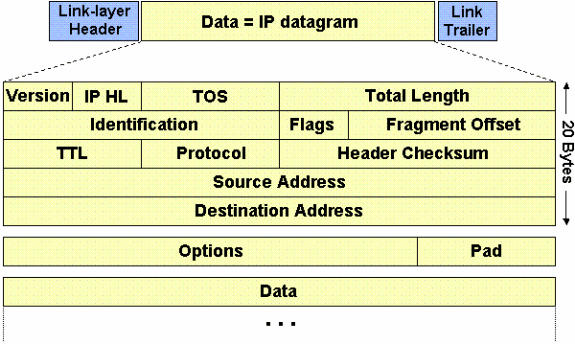 Link-layer Header
Data = IP datagram
Link Trailer
Version IP HL TOS Total Length
Identification Flags Fragment Offset
TTL Protocol Header Checksum
Source Address
Destination Address
20 Bytes
Options Pad
Data
...